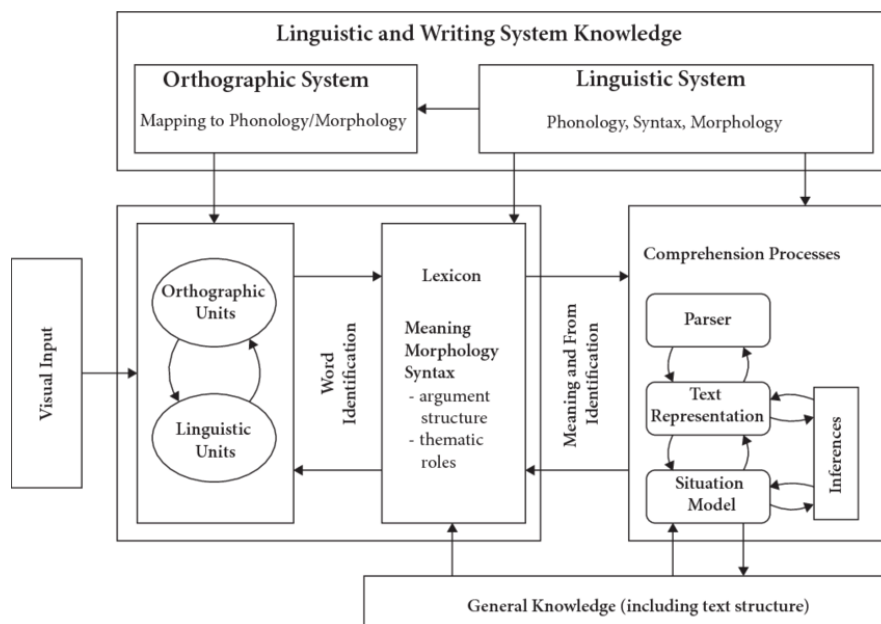 Linguistic and Writing System Knowledge
Orthographic System
Mapping to Phonology/Morphology
Linguistic System
Phonology, Syntax, Morphology
Visual Input
Orthographic
Units
Linguistic
Units
Word
Identification
Lexicon
Meaning
Morphology
Syntax
- argument
structure
- thematic
roles
Meaning and From
Identification
Comprehension Processes
Parser
Text
Representation
Situation
Model
Inferences
General Knowledge (including text structure)